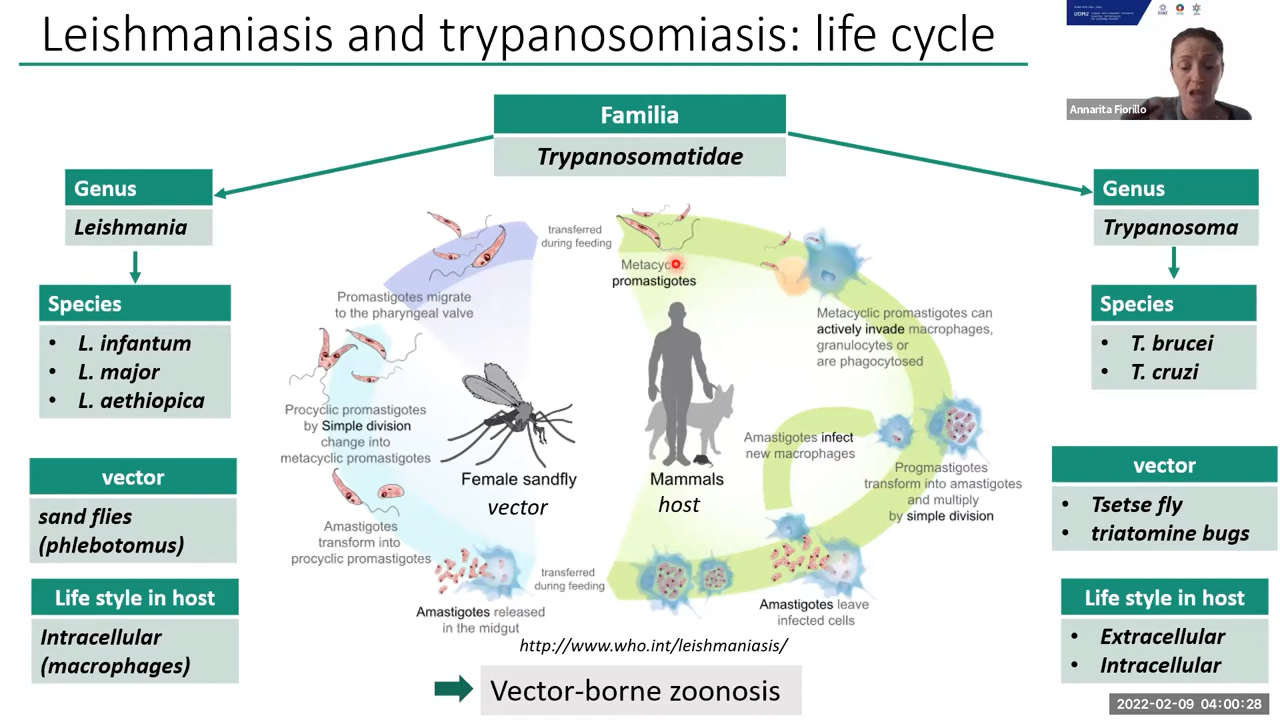 Leishmaniasis and trypanosomiasis: life cycle
UDMU
Annarita Fiorillo
Familia
Trypanosomatidae
Genus
Leishmania
Species
• L. infantum
• L. major
• L. aethiopica
vector
sand flies
(phlebotomus)
Life style in host
Intracellular
(macrophages)
transferred
during feeding
Promastigotes migrate
to the pharyngeal valve
Procyclic promastigotes
by Simple division
change into
metacyclic promastigotes
Amastigotes
transform into
procyclic promastigotes
Amastigotes released
in the midgut
Female sandfly
vector
transferred
during feeding
promastigotes
Metacyclic promastigotes can
actively invade macrophages,
granulocytes or
are phagocytosed
Amastigotes infect
new macrophages
Progmastigotes
transform into amastigotes
and multiply
by simple division
Amastigotes leave
infected cells
Mammals
host
http://www.who.int/leishmaniasis/
Vector-borne zoonosis
Genus
Trypanosoma
Species
• T. brucei
• T. cruzi
vector
• Tsetse fly
• triatomine bugs
Life style in host
• Extracellular
• Intracellular
2022-02-09 04:00:28